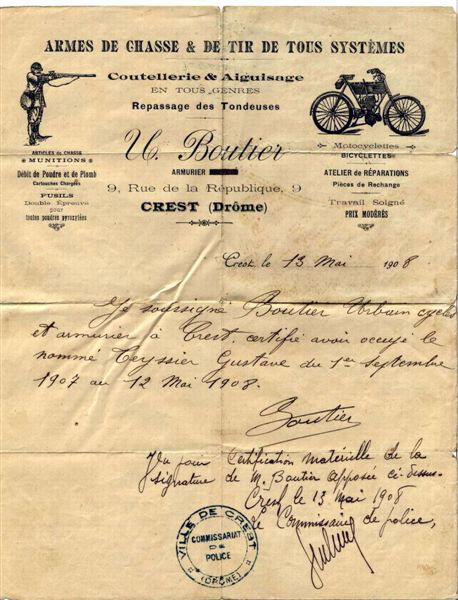 ARMES DE CHASSE & DE TIR DE TOUS SYSTÈMES
Coutellerie & Aiguisage
EN TOUS GENRES
Repassage des Tondeuses
U. Boutier
ARMURIER
9, Rue de la République, 9
CREST (Drôme)
ARTICLES DE CHASSE
MUNITIONS
Débit de Poudre et de Plomb
Cartouches Chargées
FUSILS
Double Épreuve
pour
toutes poudres pyroxylées
Motocyclettes
BICYCLETTES
ATELIER de RÉPARATIONS
Pièces de Rechange
Travail Soigné
PRIX MODÉRÉS
Crest, le 13 Mai 1908
Je soussigné Boutier Urbain cycles
et armurier à Crest, certifie avoir occupé le
nommé Teyssier Gustave du 1er Septembre
1907 au 12 Mai 1908.
Boutier
Vu pour Certification matérielle de la
signature de M. Boutier apposée ci-dessus
Crest le 13 mai 1908
Le Commissaire de police,
VILLE DE CREST
COMMISSARIAT
DE
POLICE
(DRÔME)